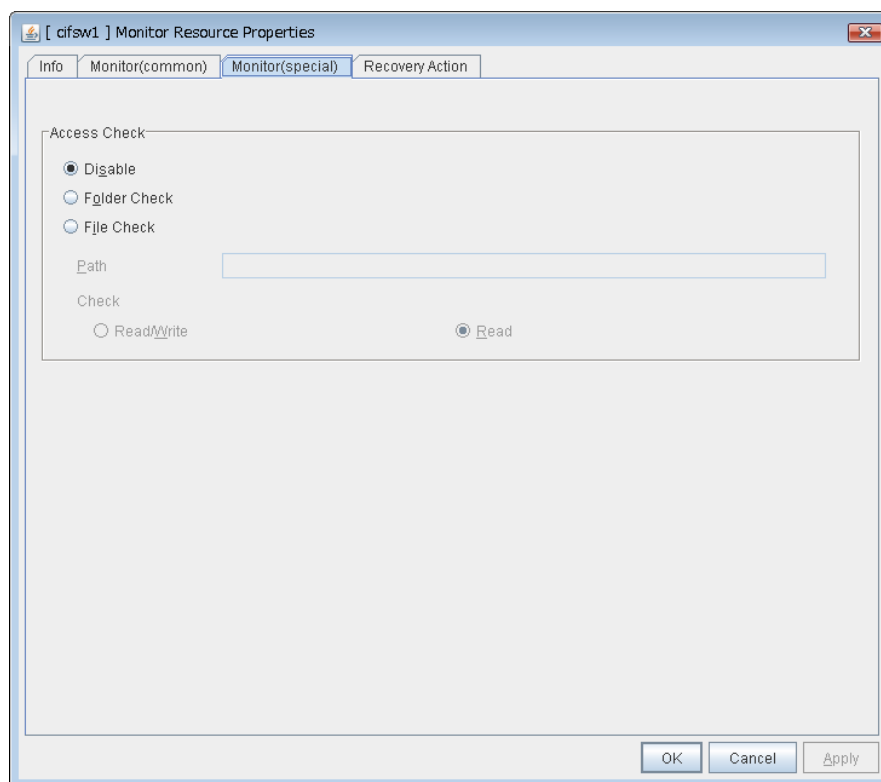 [ cifsw1 ] Monitor Resource Properties
Info Monitor(common) Monitor(special) Recovery Action
Access Check
Disable
Folder Check
File Check
Path
Check
Read/Write Read
OK Cancel Apply